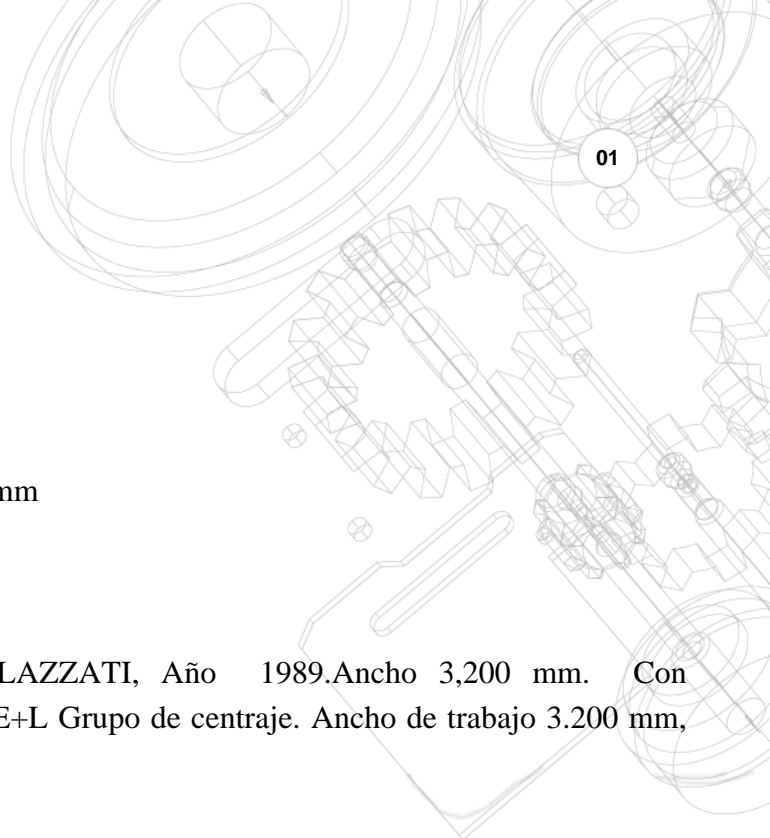 01
mm
LAZZATI, Año 1989.Ancho 3,200 mm. Con
E+L Grupo de centraje. Ancho de trabajo 3.200 mm,